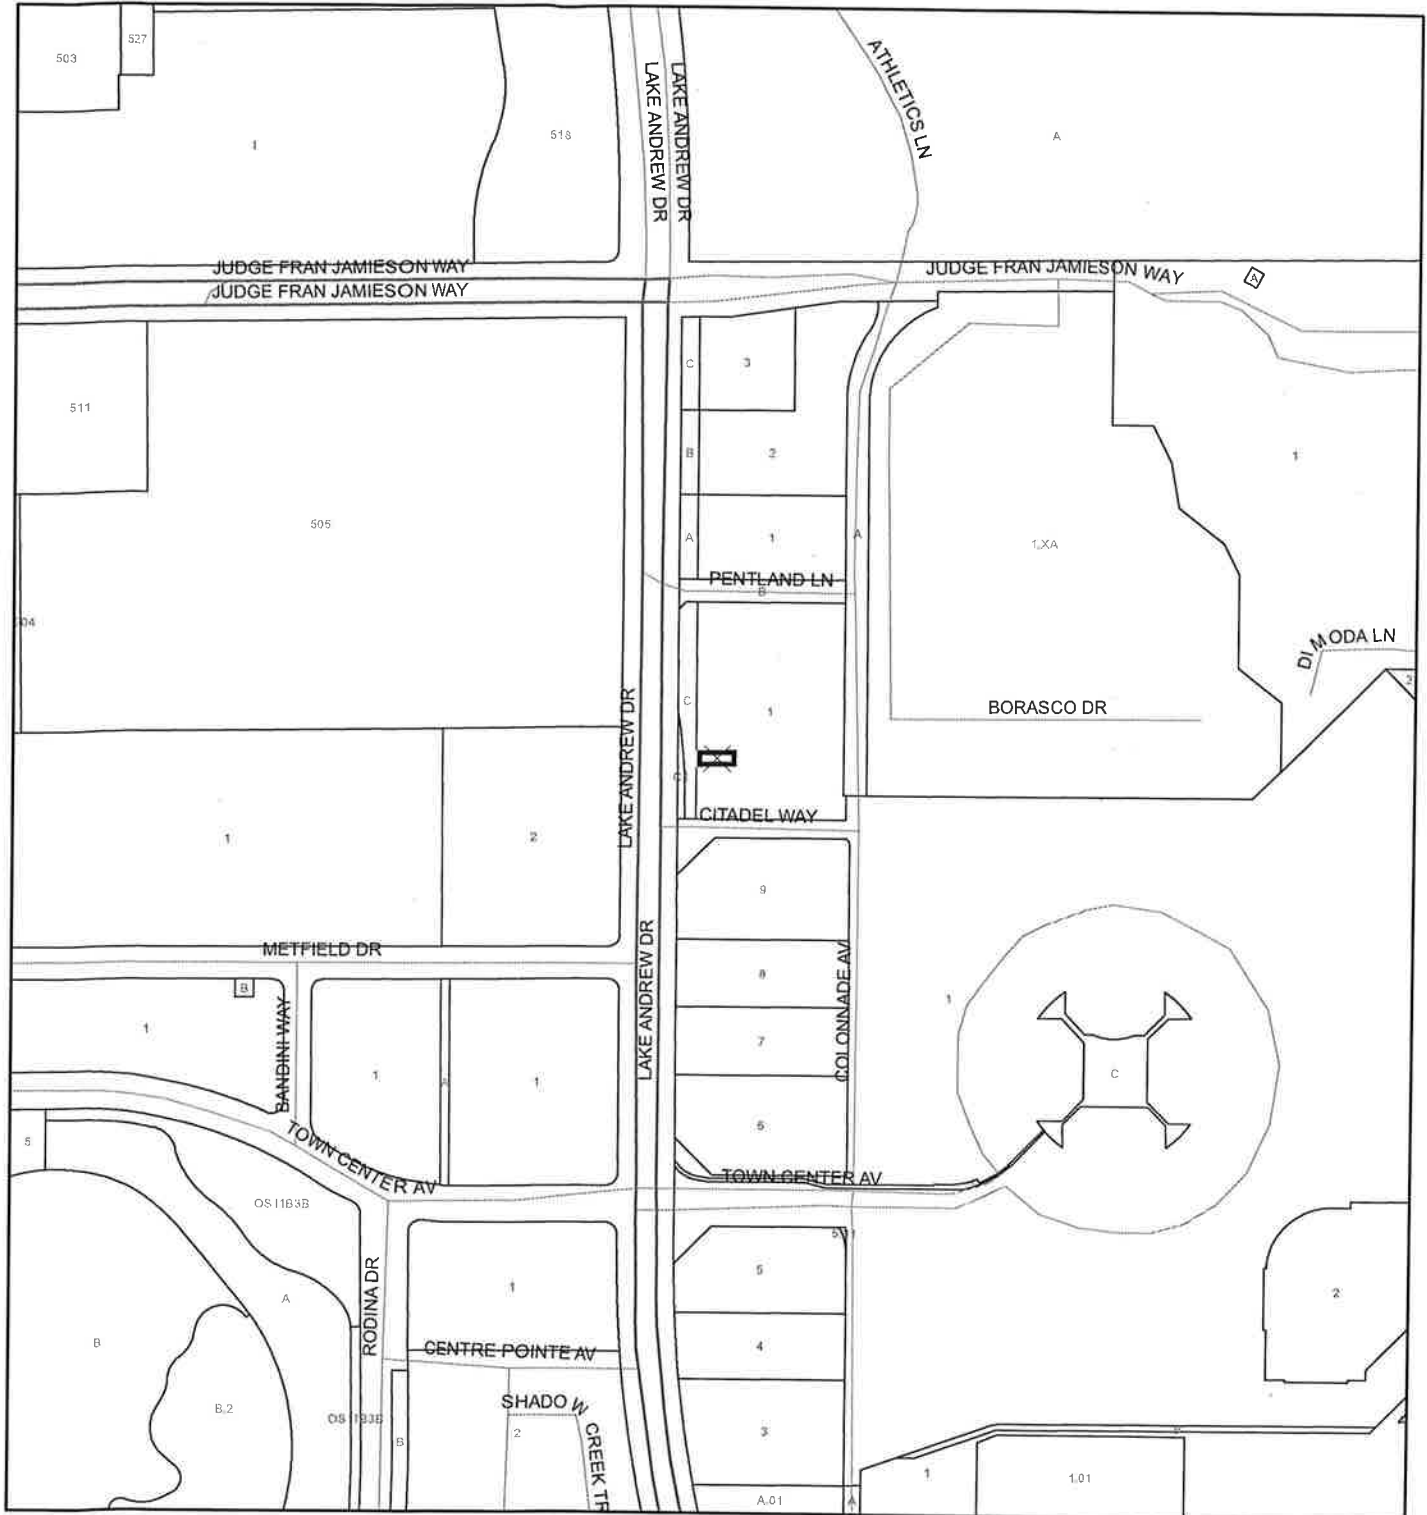 503
527
1
518
LAKE ANDREW DR
LAKE ANDREW DR
ATHLETICS LN
A
JUDGE FRAN JAMIESON WAY
JUDGE FRAN JAMIESON WAY
JUDGE FRAN JAMIESON WAY
A
511
C
3
B
2
1
505
A
1
A
1,XA
PENTLAND LN
B
DI MODA LN
2
LAKE ANDREW DR
C
1
BORASCO DR
C
CITADEL WAY
1
2
9
METFIELD DR
LAKE ANDREW DR
COLONNADE AV
B
8
1
1
BANDINI WAY
7
1
A
1
C
5
6
TOWN CENTER AV
TOWN CENTER AV
RODINA DR
5
1
2
A
B
CENTRE POINTE AV
4
SHADOW CREEK TR
B.2
2
3
B
1
1.01
A.01
A